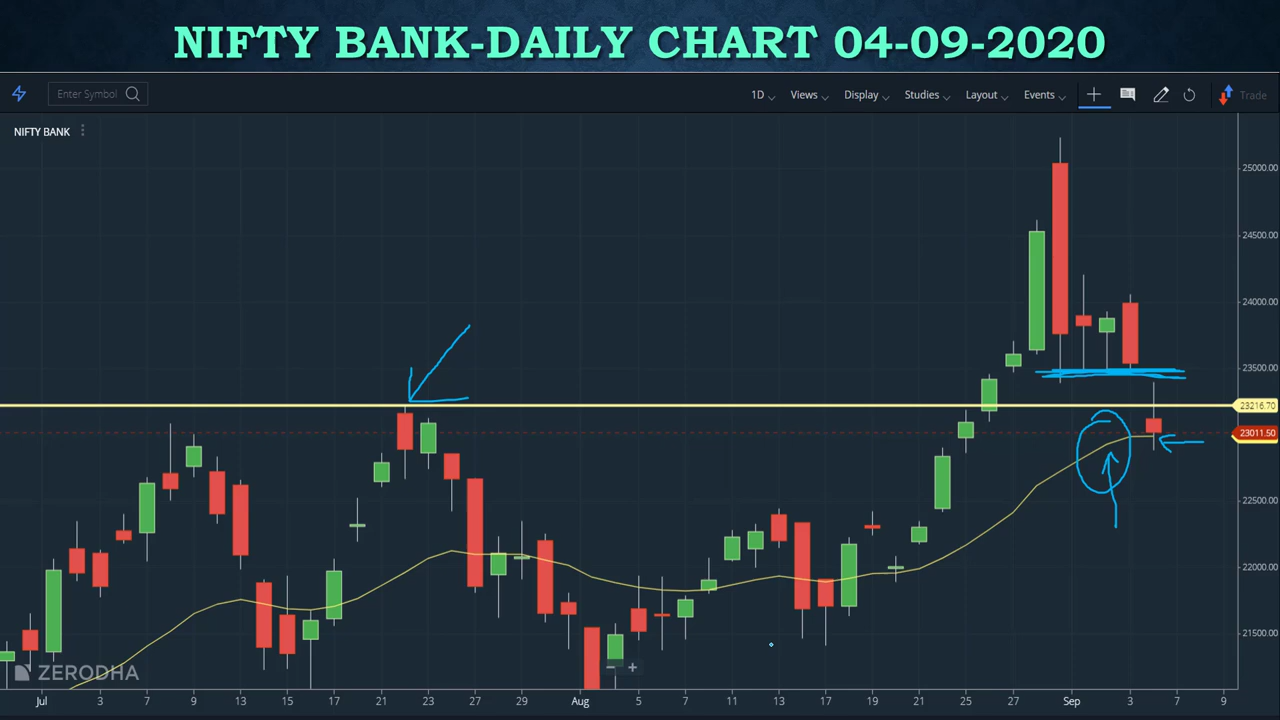 NIFTY BANK-DAILY CHART 04-09-2020
Enter Symbol
1D Views Display Studies Layout Events Trade
NIFTY BANK
25000.00
24500.00
24000.00
23500.00
23216.70
23011.50
22500.00
22000.00
21500.00
ZERODHA
Jul 3 7 9 13 15 17 21 23 27 29 Aug 5 7 11 13 17 19 21 25 27 Sep 3 7 9